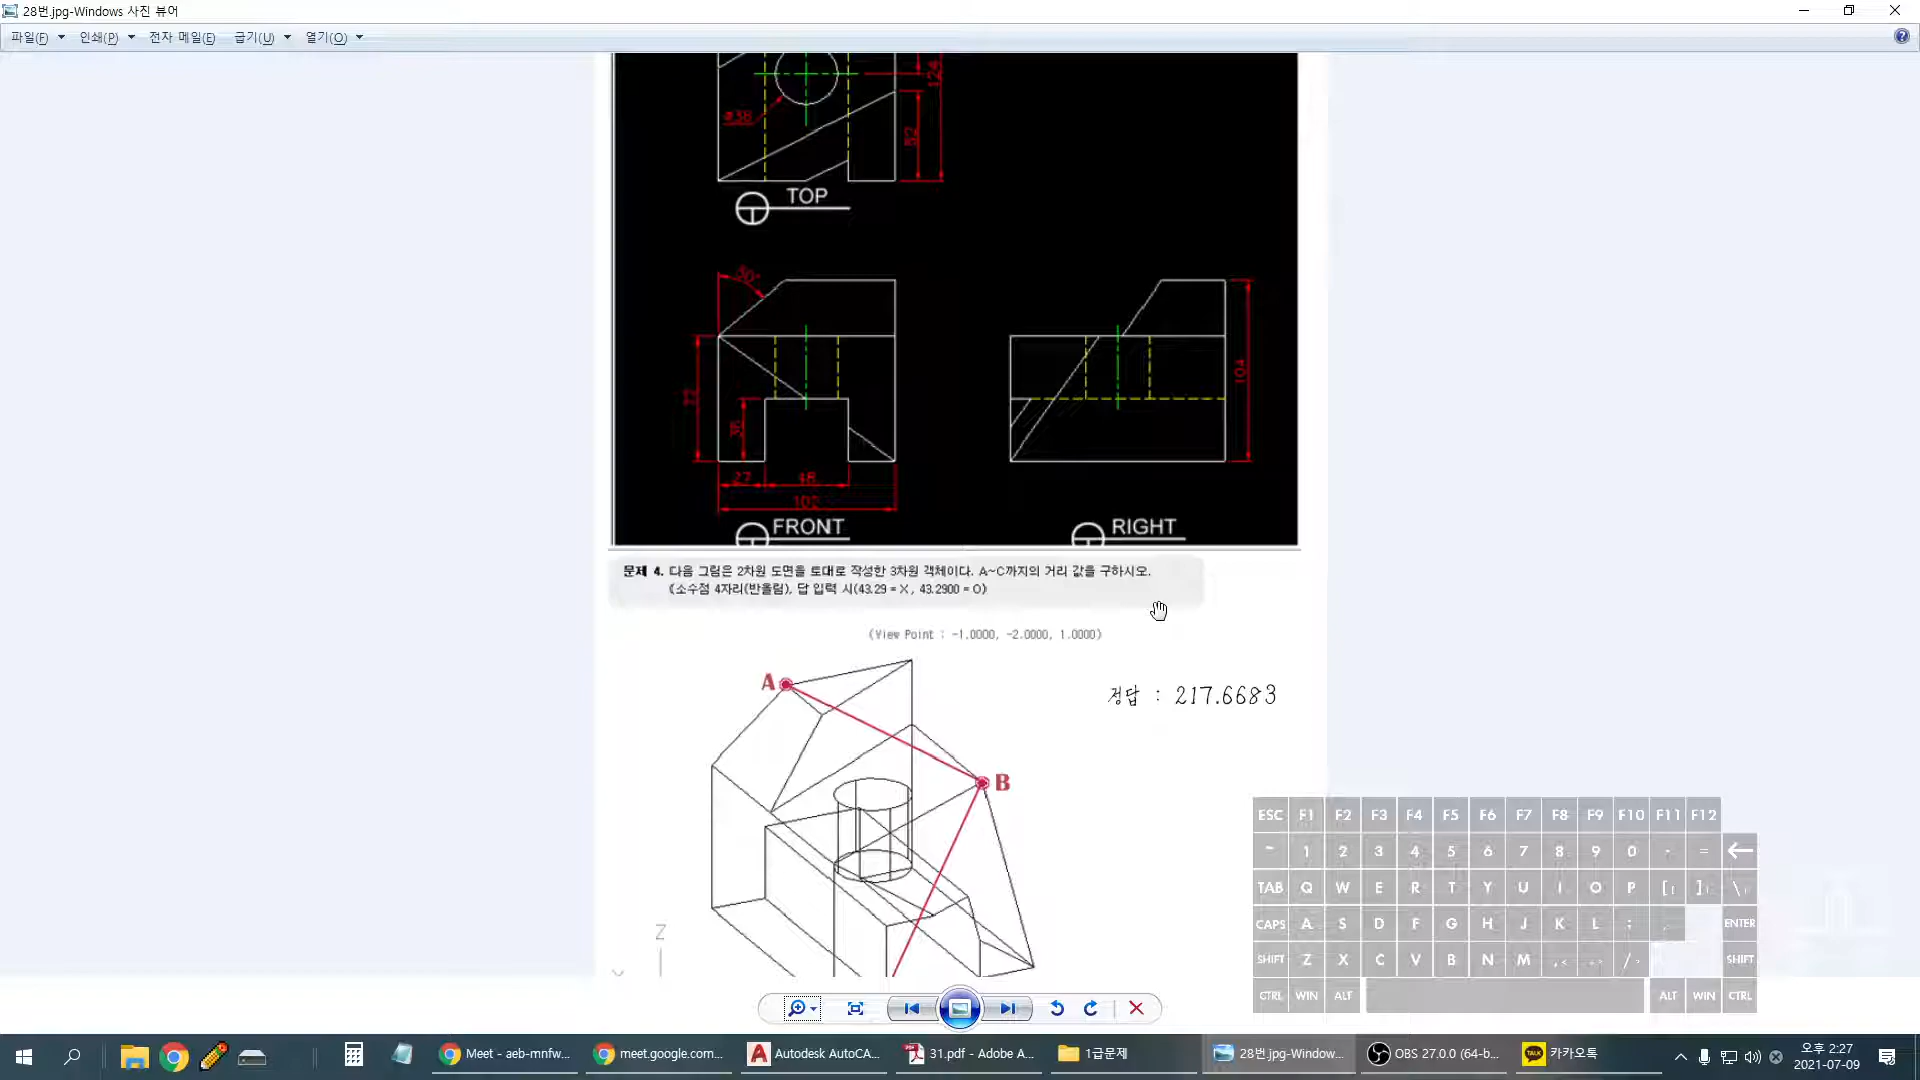 28번.jpg-Windows 사진 뷰어
파일(F) 인쇄(P) 전자 메일(E) 굽기(U) 열기(O)
124
ø38
52
TOP
50°
72
36
27 48
102
FRONT
104
RIGHT
문제 4. 다음 그림은 2차원 도면을 토대로 작성한 3차원 객체이다. A~C까지의 거리 값을 구하시오.
(소수점 4자리(반올림), 답 입력 시(43.29 = X, 43.2900 = O)
(View Point : -1.0000, -2.0000, 1.0000)
A
B
정답 : 217.6683
Z
ESC F1 F2 F3 F4 F5 F6 F7 F8 F9 F10 F11 F12
~ 1 2 3 4 5 6 7 8 9 0 - =
TAB Q W E R T Y U I O P [{ ]} \
CAPS A S D F G H J K L ; ENTER
SHIFT Z X C V B N M ,< .> /? SHIFT
CTRL WIN ALT ALT WIN CTRL
Meet - aeb-mnfw... meet.google.com... Autodesk AutoCA... 31.pdf - Adobe A... 1급문제 28번.jpg-Window... OBS 27.0.0 (64-b... 카카오톡
오후 2:27
2021-07-09